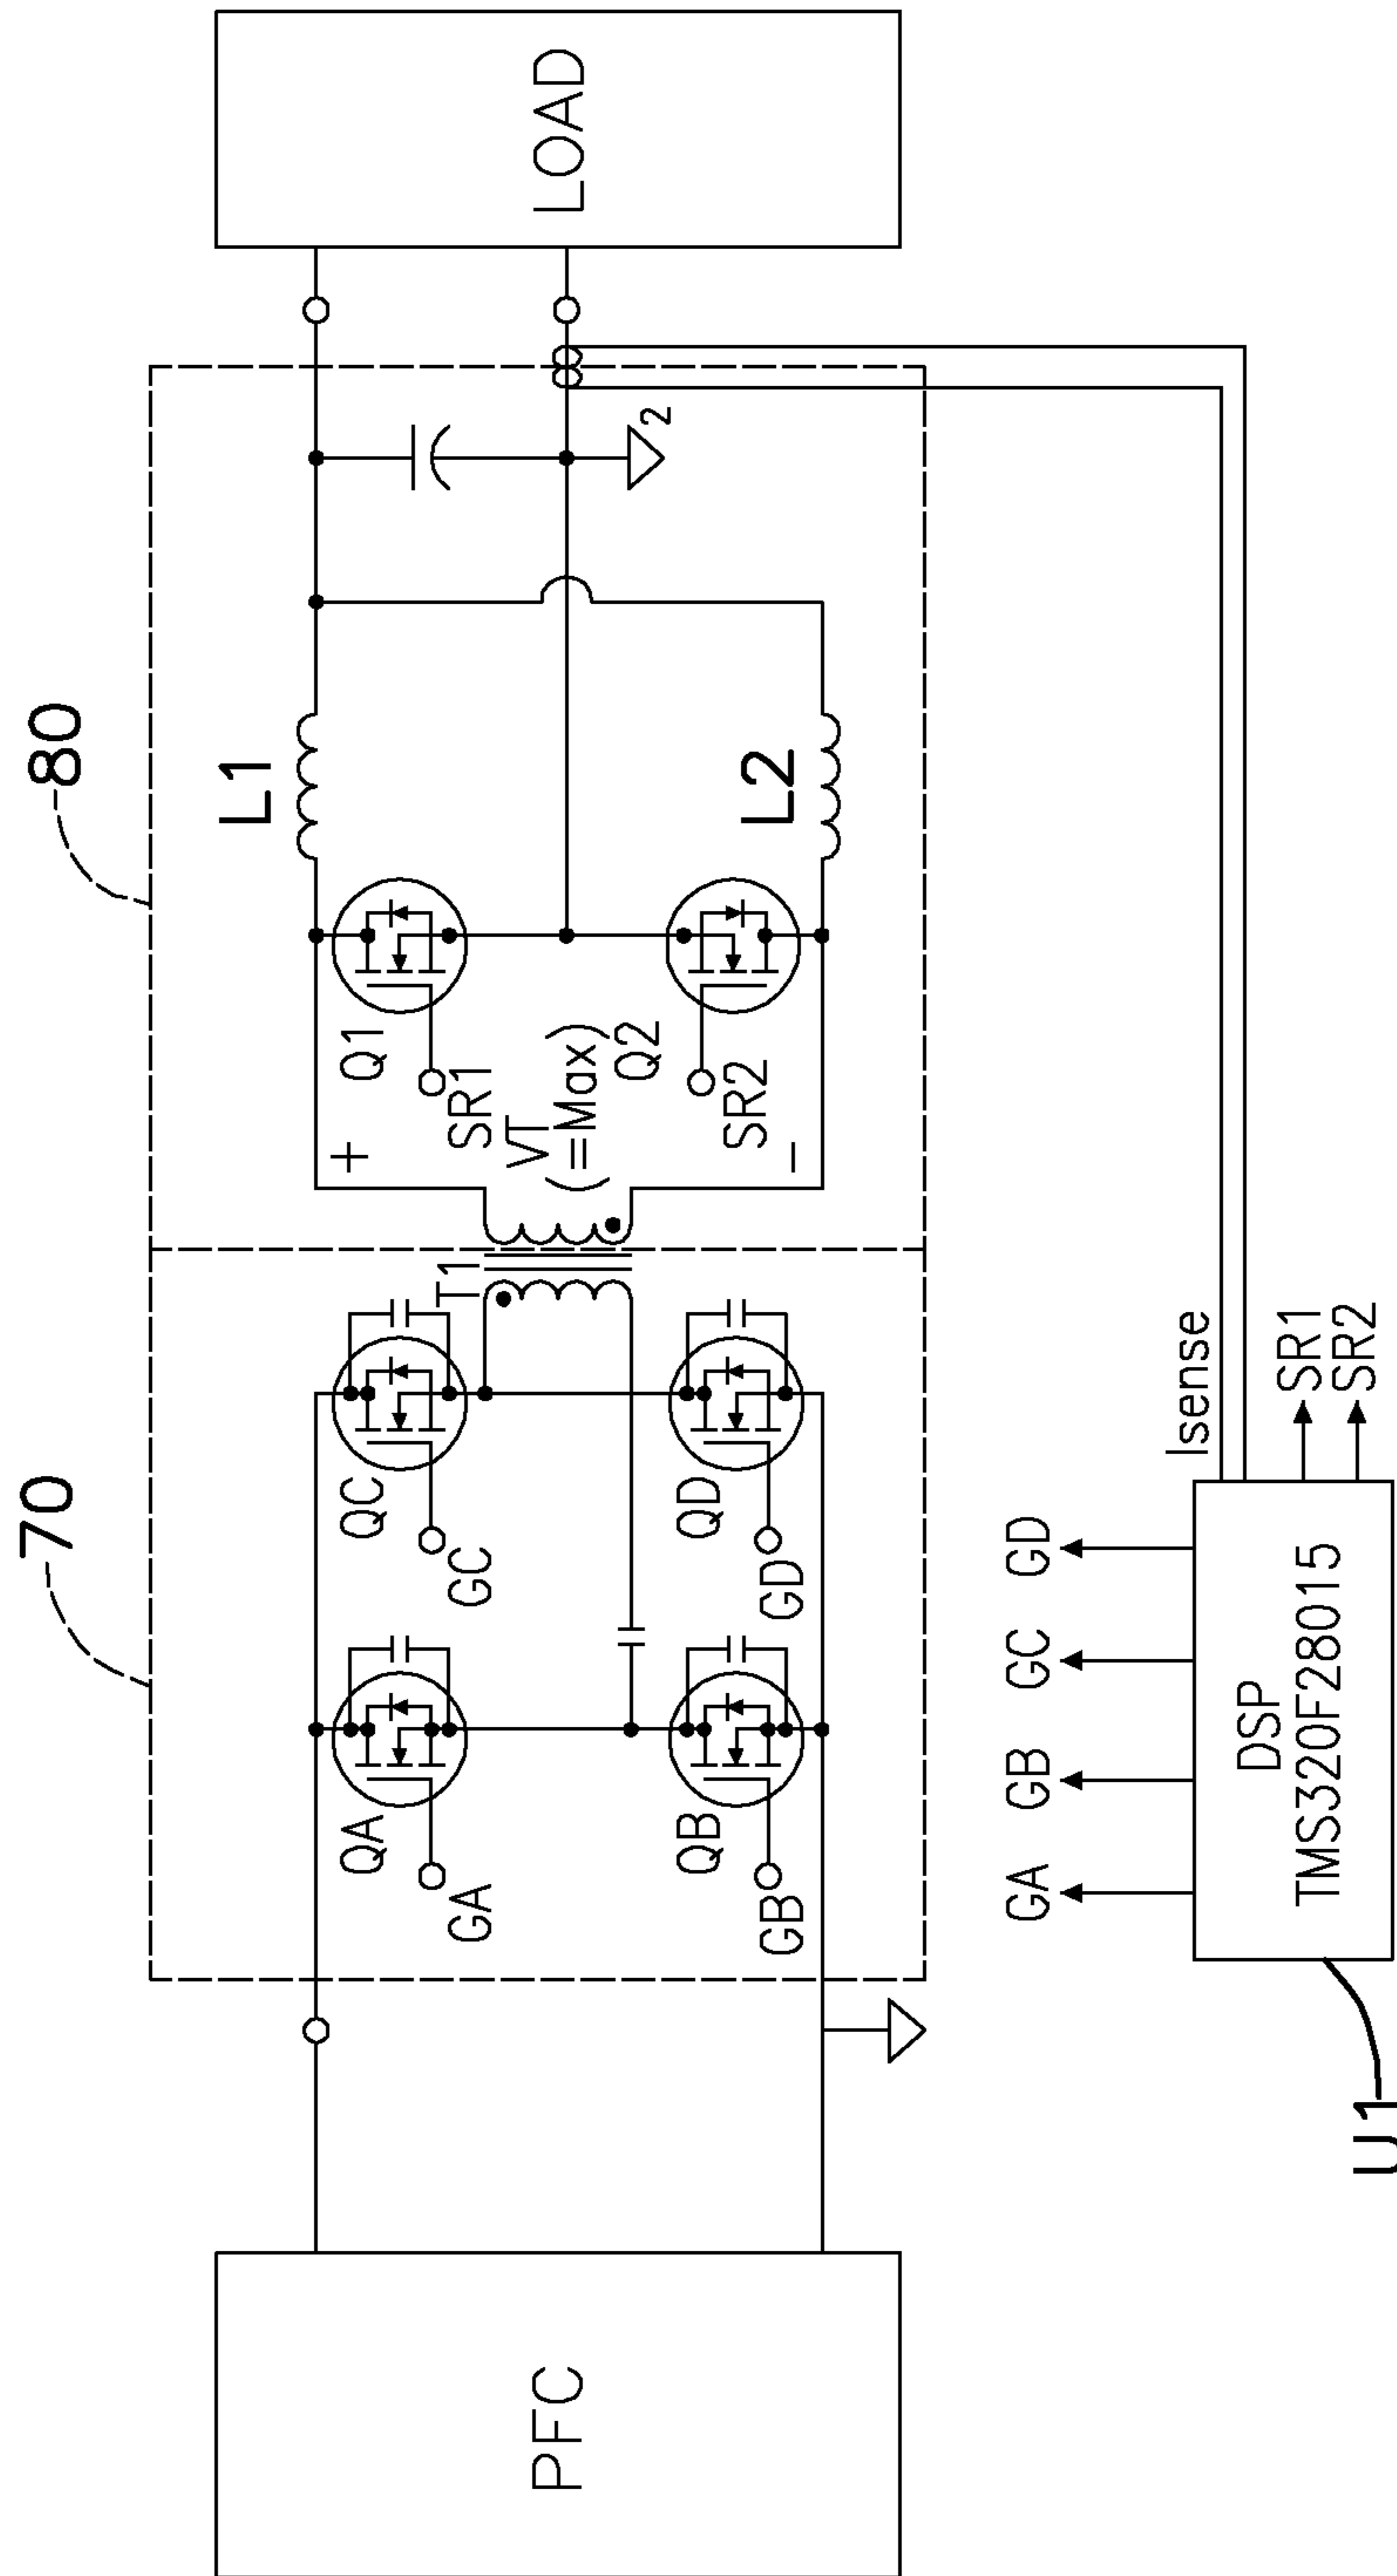 70
80
PFC
QA
GA
QC
GC
T1
+
Q1
SR1
VT
(=Max)
Q2
SR2
-
L1
L2
2
LOAD
QB
GB
QD
GD
GA
GB
GC
GD
Isense
DSP
TMS320F28015
SR1
SR2
U1